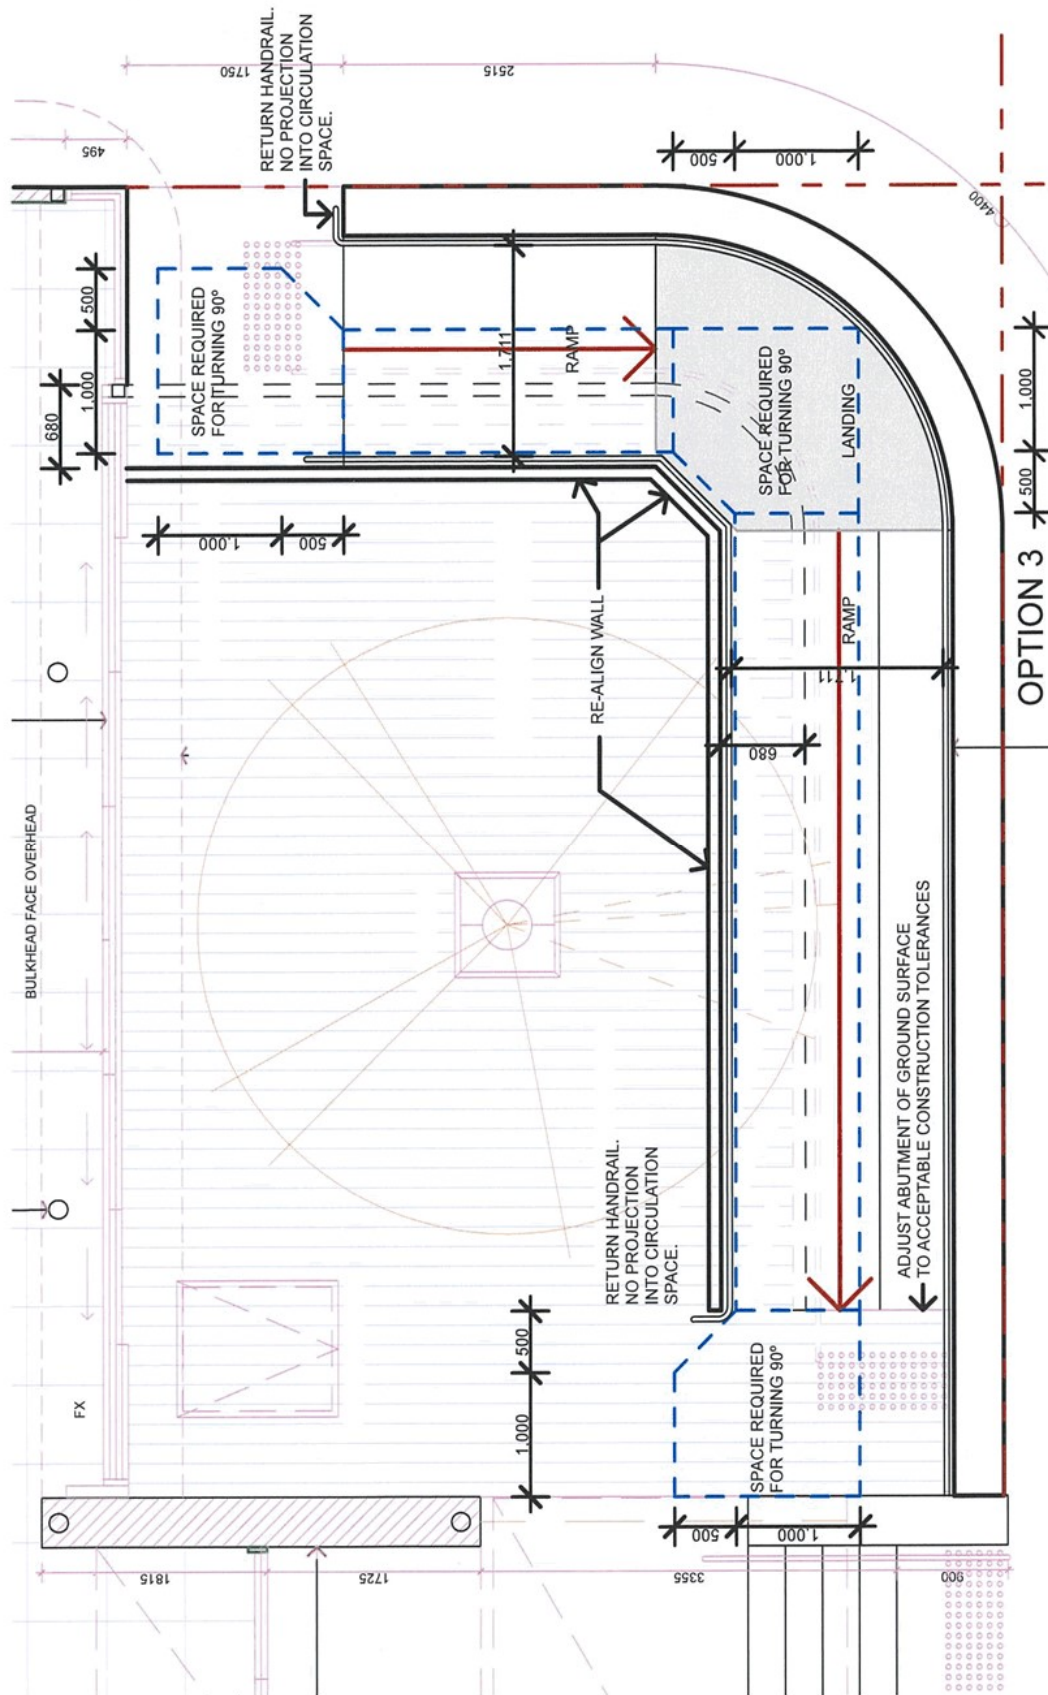 RETURN HANDRAIL.
NO PROJECTION
INTO CIRCULATION
SPACE.
1750
2515
495
500
1.000
4400
500
1.000
680
SPACE REQUIRED
FOR TURNING 90°
1.711
RAMP
SPACE REQUIRED
FOR TURNING 90°
LANDING
1.000
500
1.000
500
OPTION 3
RE-ALIGN WALL
RAMP
1.711
680
BULKHEAD FACE OVERHEAD
ADJUST ABUTMENT OF GROUND SURFACE
TO ACCEPTABLE CONSTRUCTION TOLERANCES
RETURN HANDRAIL.
NO PROJECTION
INTO CIRCULATION
SPACE.
500
1.000
FX
SPACE REQUIRED
FOR TURNING 90°
500
1.000
1815
1725
3355
900